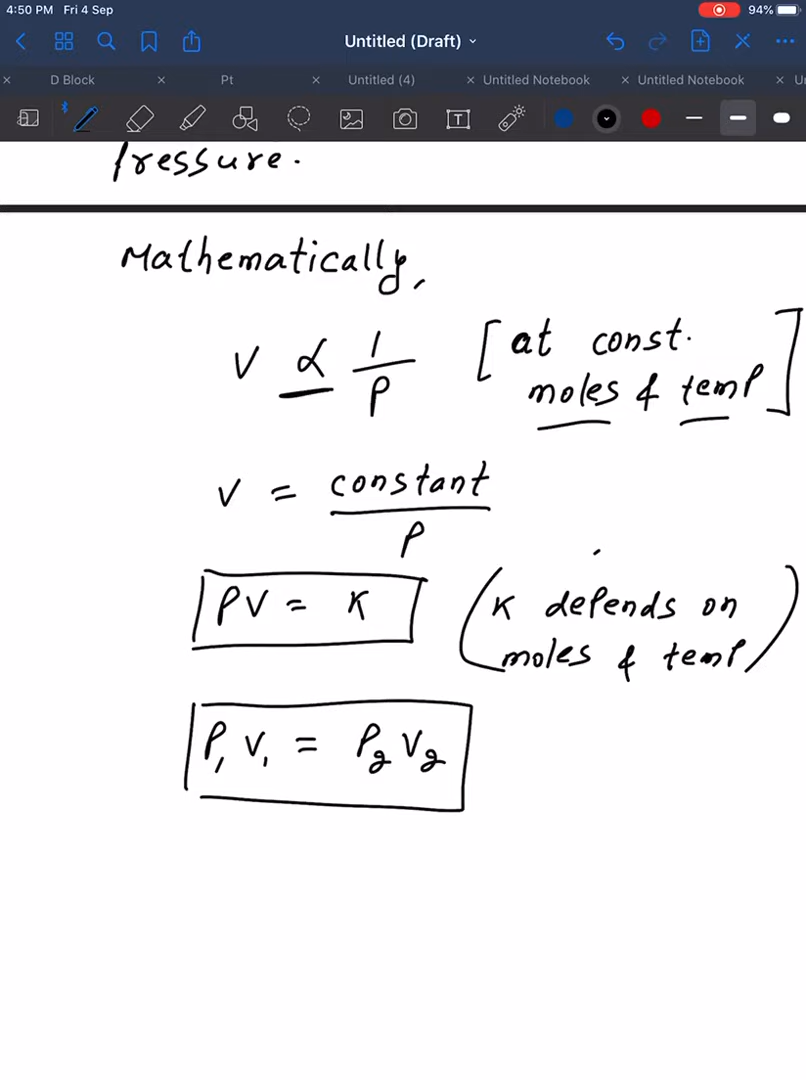 4:50 PM Fri 4 Sep
94%
Untitled (Draft)
D Block
Pt
Untitled (4)
Untitled Notebook
Untitled Notebook
T
Pressure.
Mathematically,
V ∝ 1/P [at const. moles & temp]
V = constant/P
PV = K (K depends on moles & temp)
P₁V₁ = P₂V₂